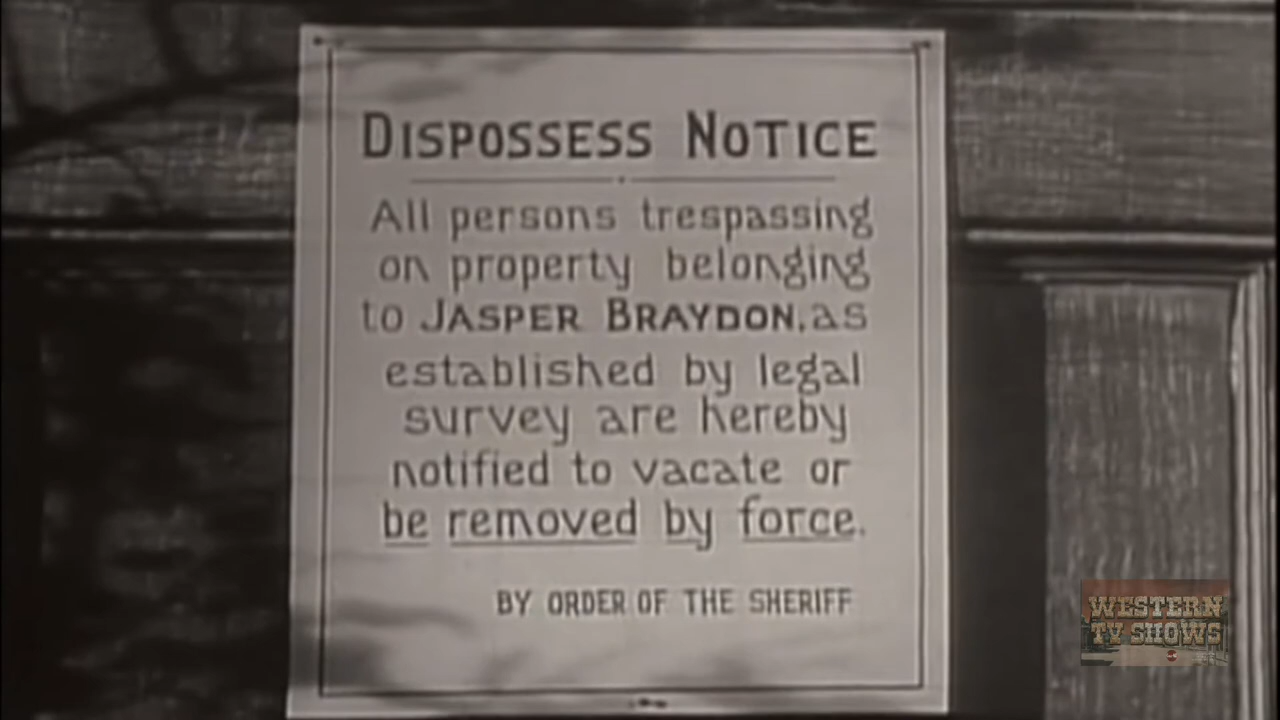 DISPOSSESS NOTICE
All persons trespassing
on property belonging
to JASPER BRAYDON, as
established by legal
survey are hereby
notified to vacate or
be removed by force.
BY ORDER OF THE SHERIFF
WESTERN
TV SHOWS